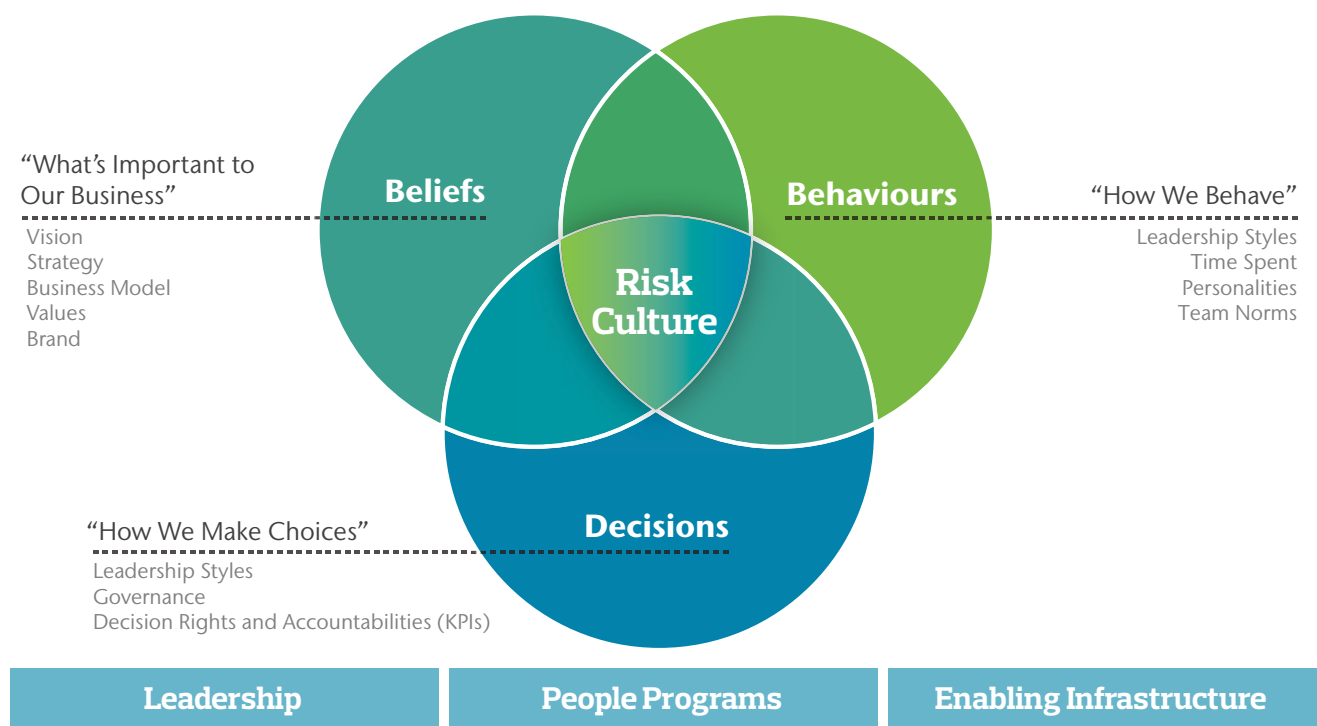 “What’s Important to
Our Business”
Beliefs
Vision
Strategy
Business Model
Values
Brand
Behaviours
“How We Behave”
Leadership Styles
Time Spent
Personalities
Team Norms
Risk
Culture
“How We Make Choices”
Decisions
Leadership Styles
Governance
Decision Rights and Accountabilities (KPIs)
Leadership
People Programs
Enabling Infrastructure